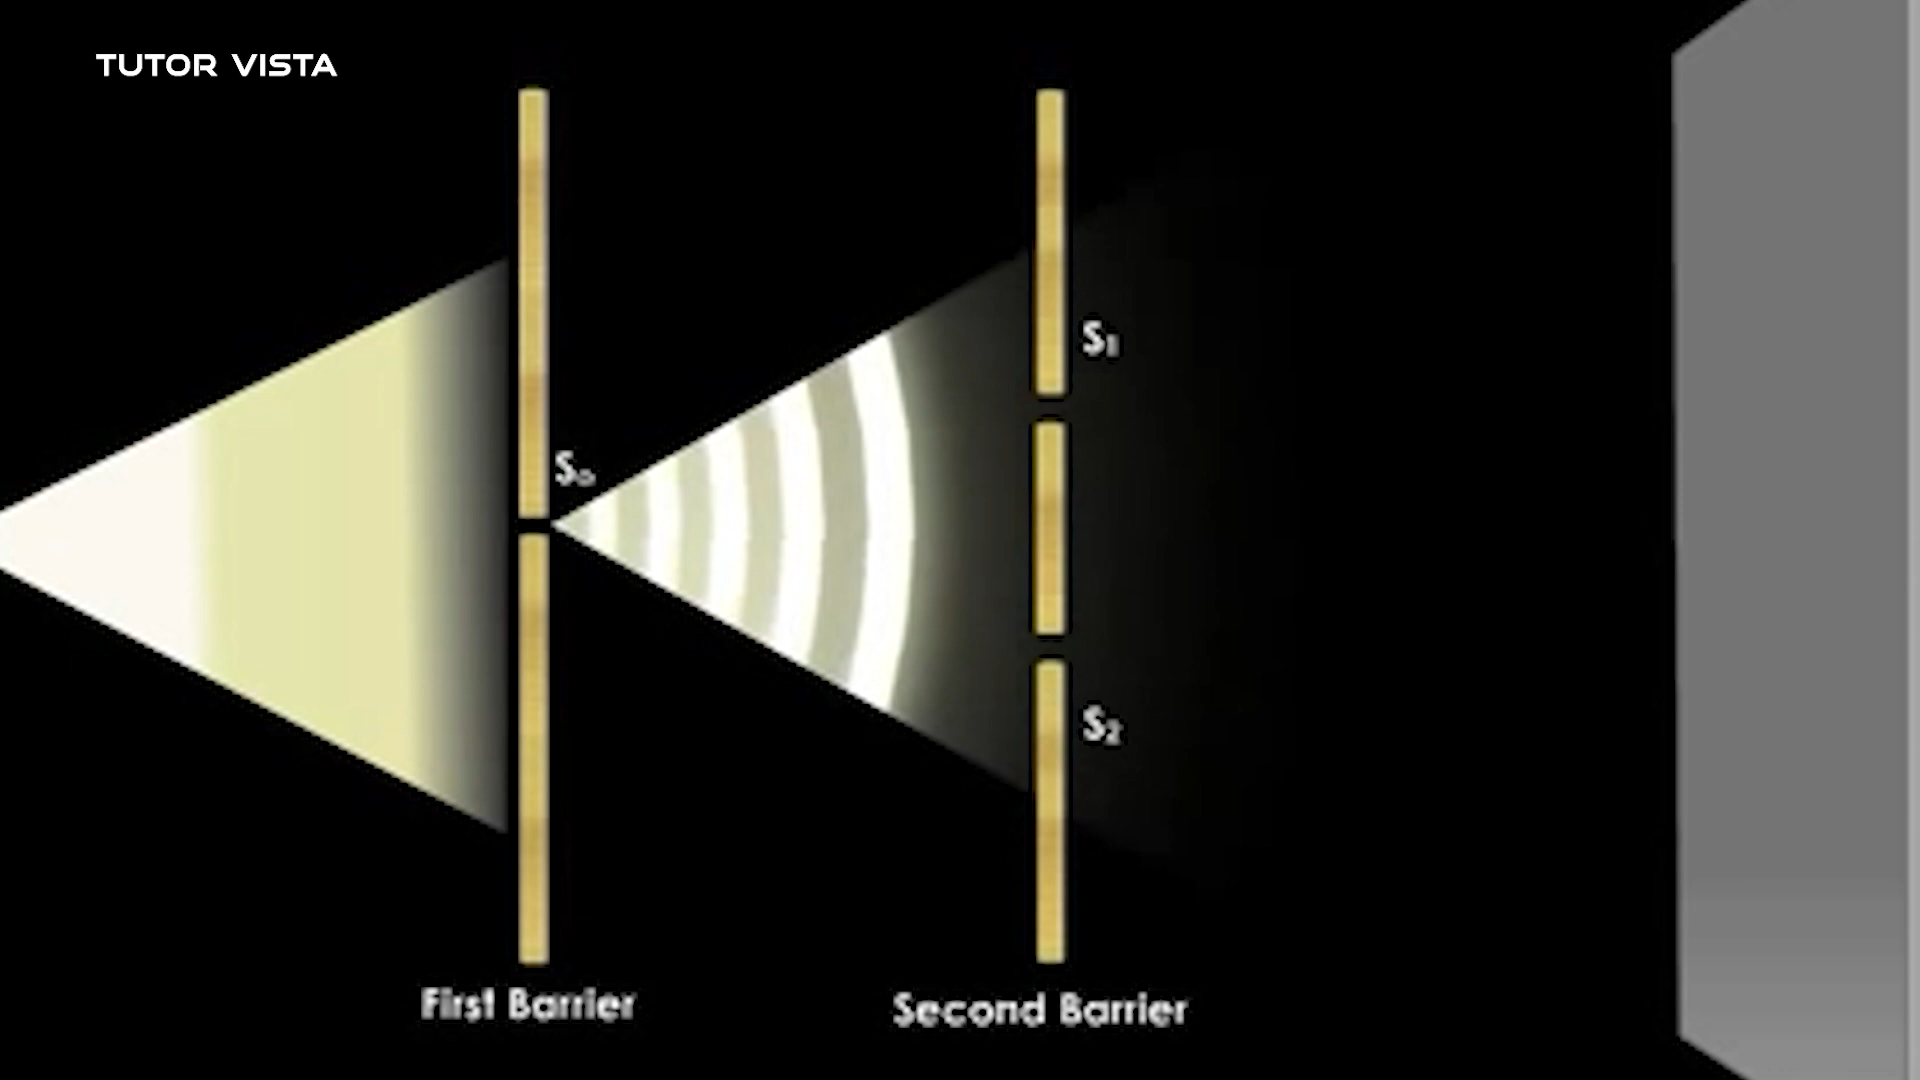 TUTOR VISTA
S₀
S₁
S₂
First Barrier
Second Barrier